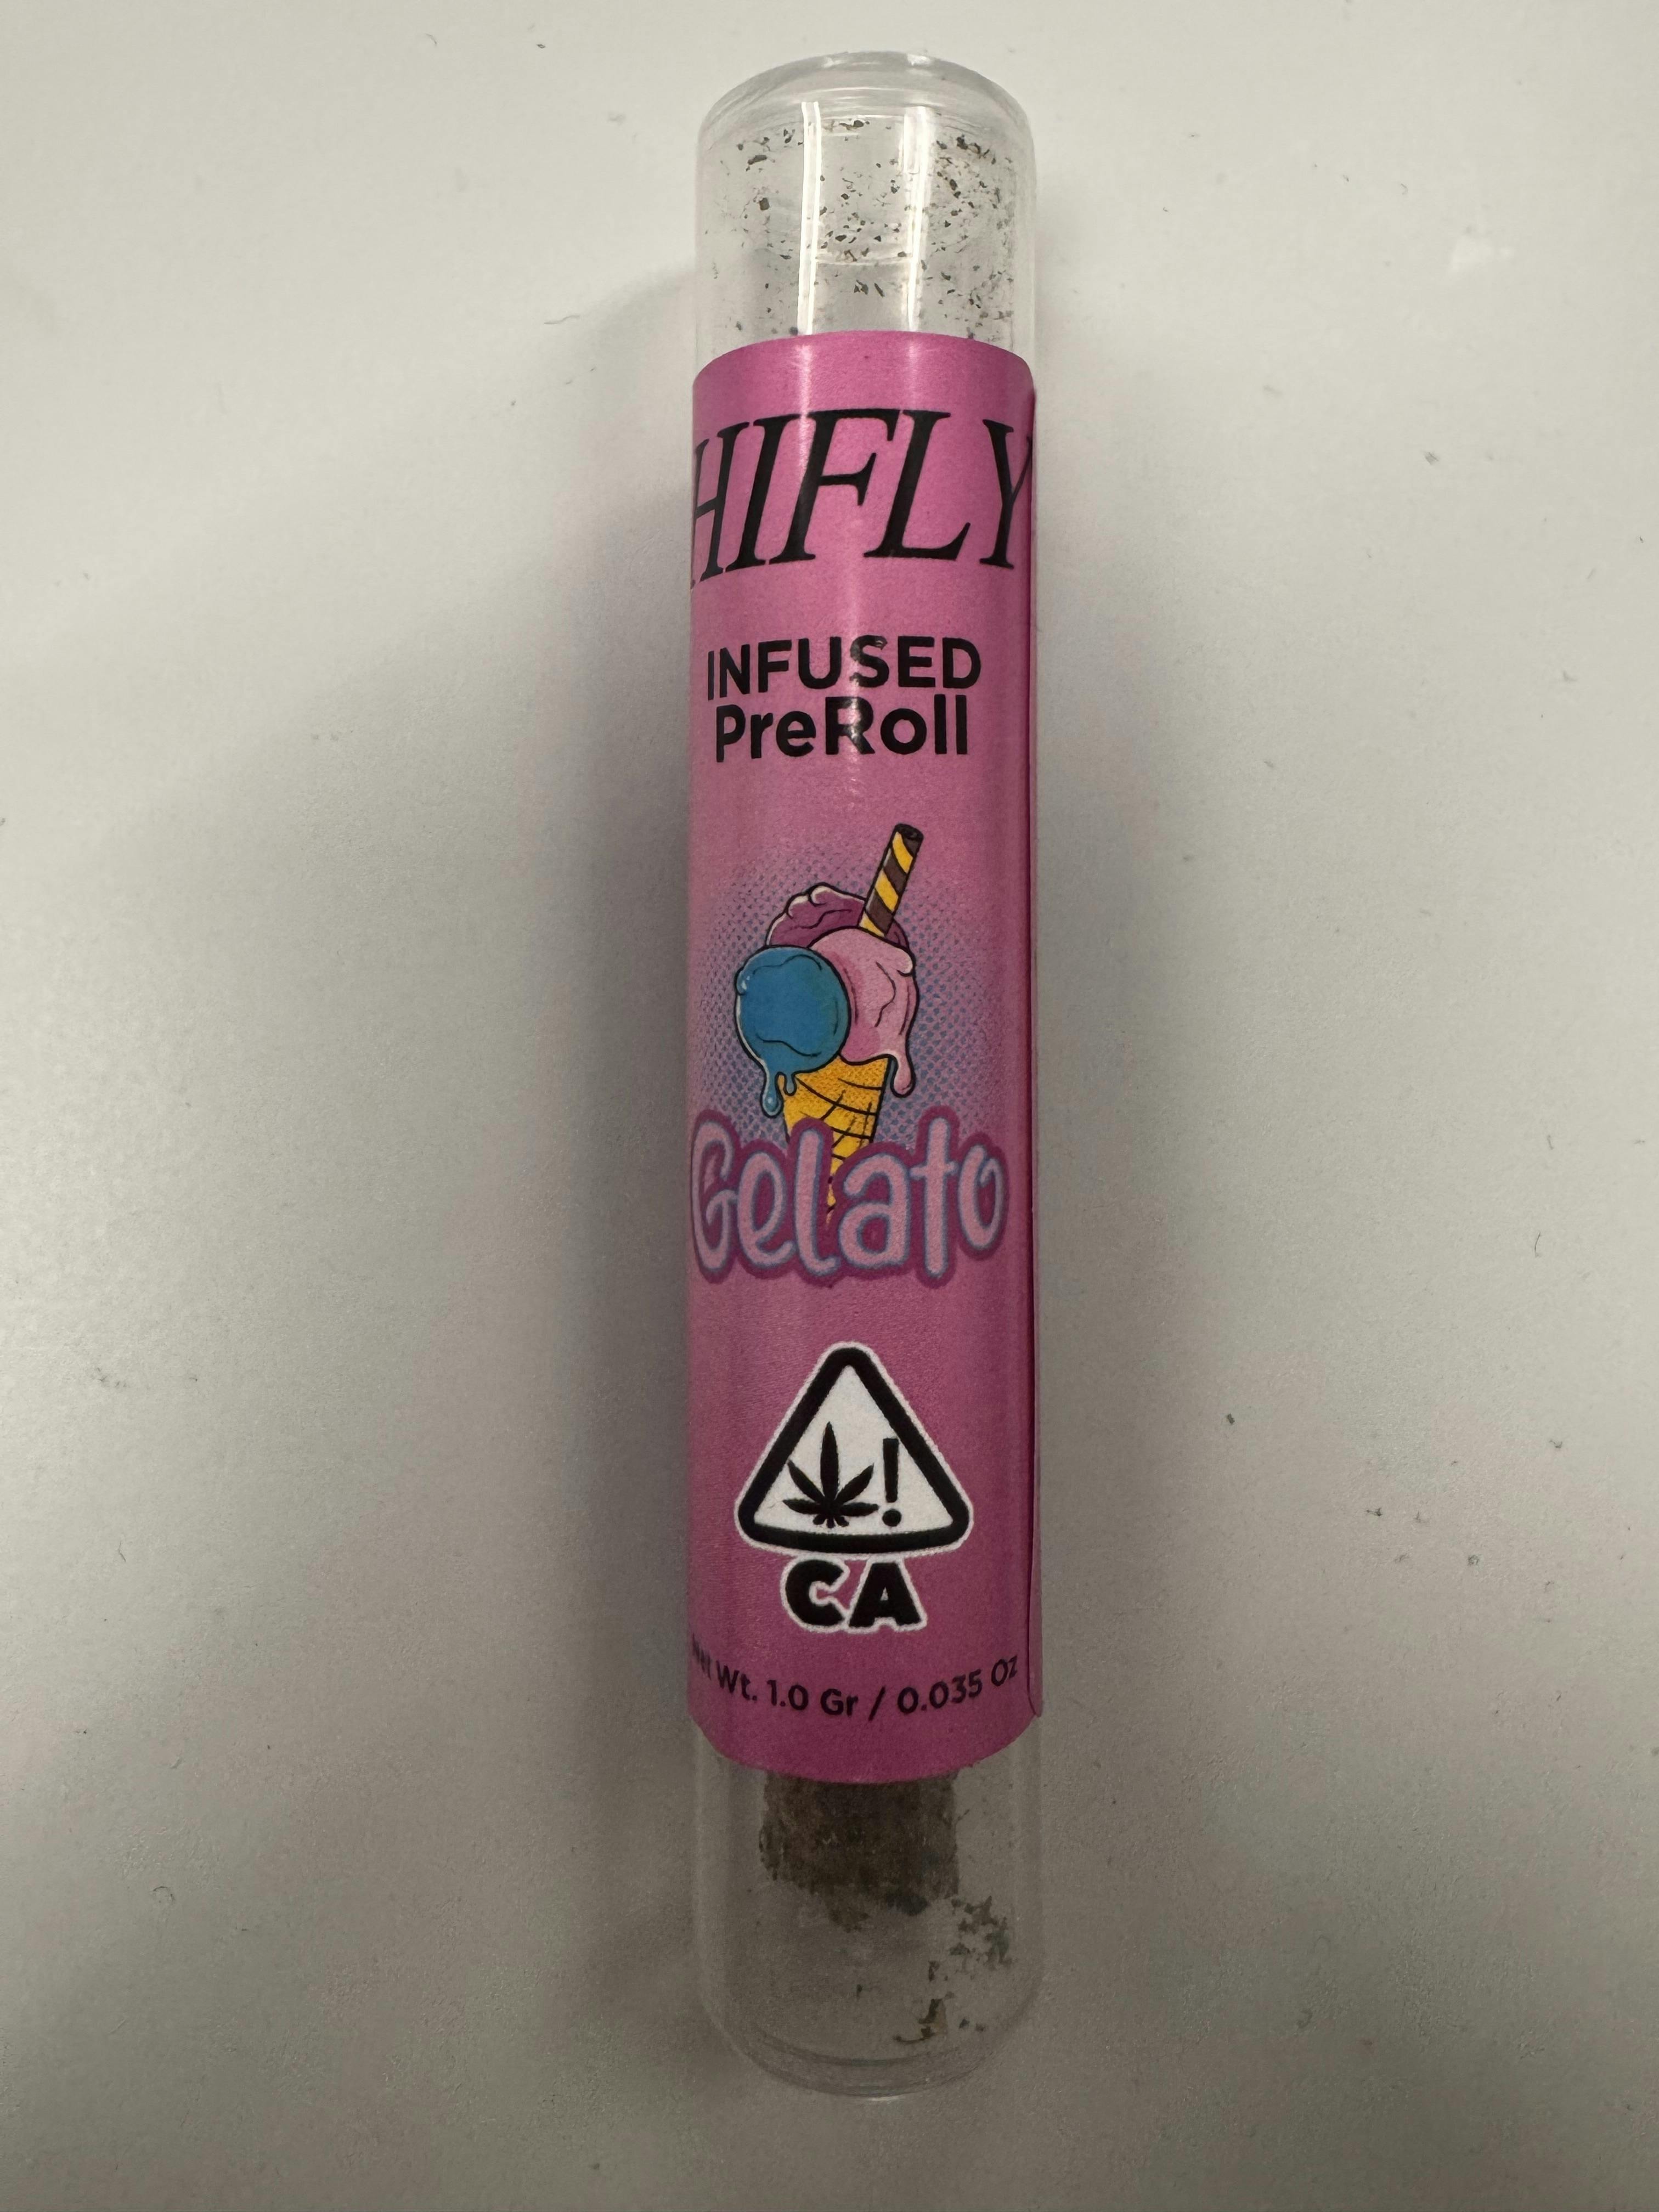 HIFLY
INFUSED
PreRoll
Gelato
!
CA
Net Wt. 1.0 Gr / 0.035 Oz